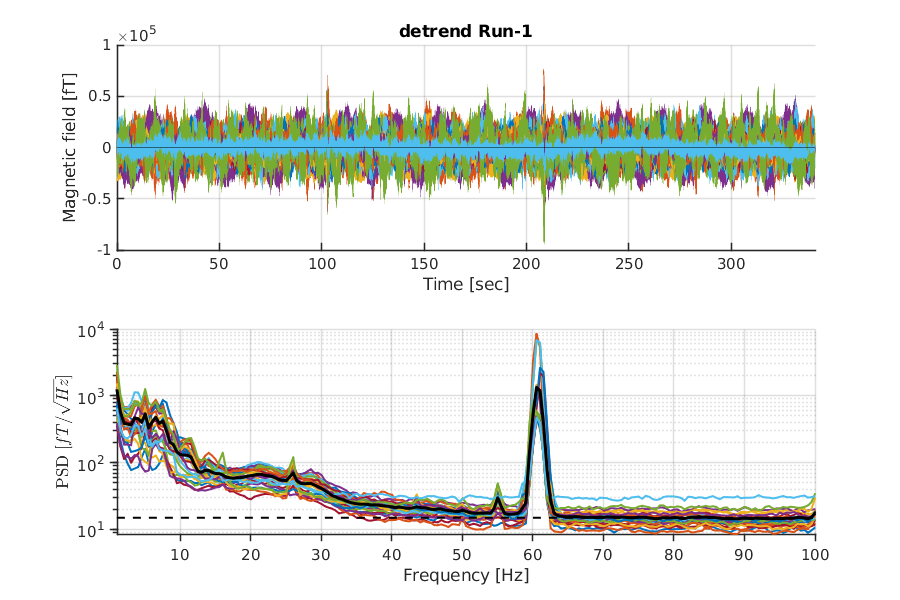 detrend Run-1
×10^5
1
0.5
0
-0.5
-1
Magnetic field [fT]
0 50 100 150 200 250 300
Time [sec]
10^4
10^3
10^2
10^1
PSD [fT/√Hz]
10 20 30 40 50 60 70 80 90 100
Frequency [Hz]